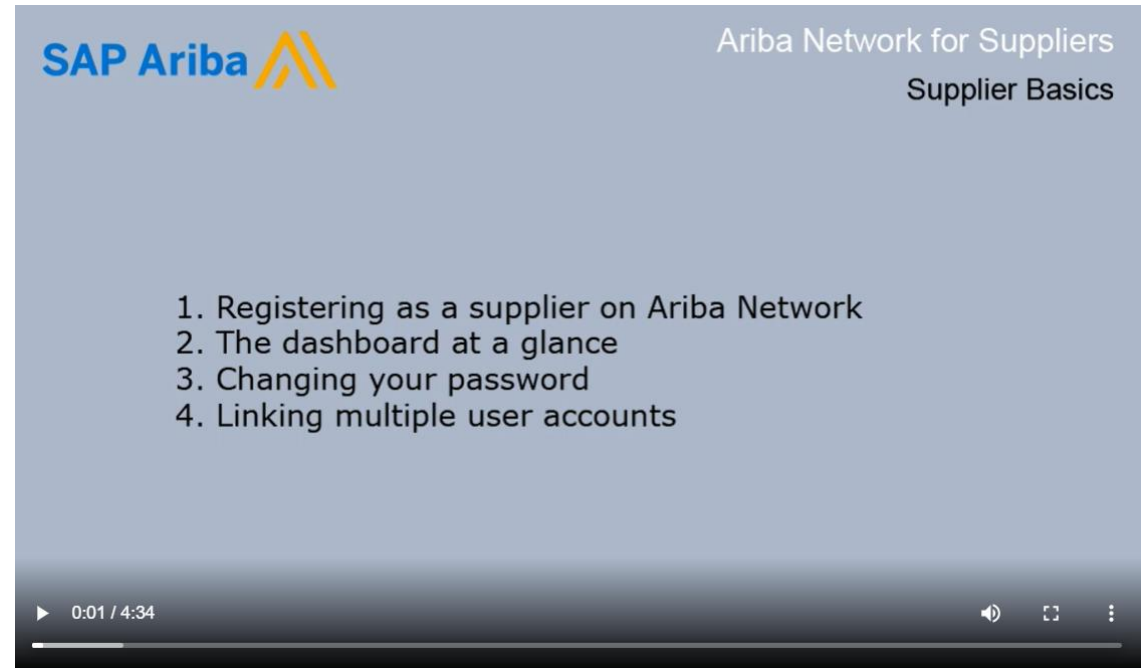 SAP Ariba
Ariba Network for Suppliers
Supplier Basics
1. Registering as a supplier on Ariba Network
2. The dashboard at a glance
3. Changing your password
4. Linking multiple user accounts
0:01 / 4:34